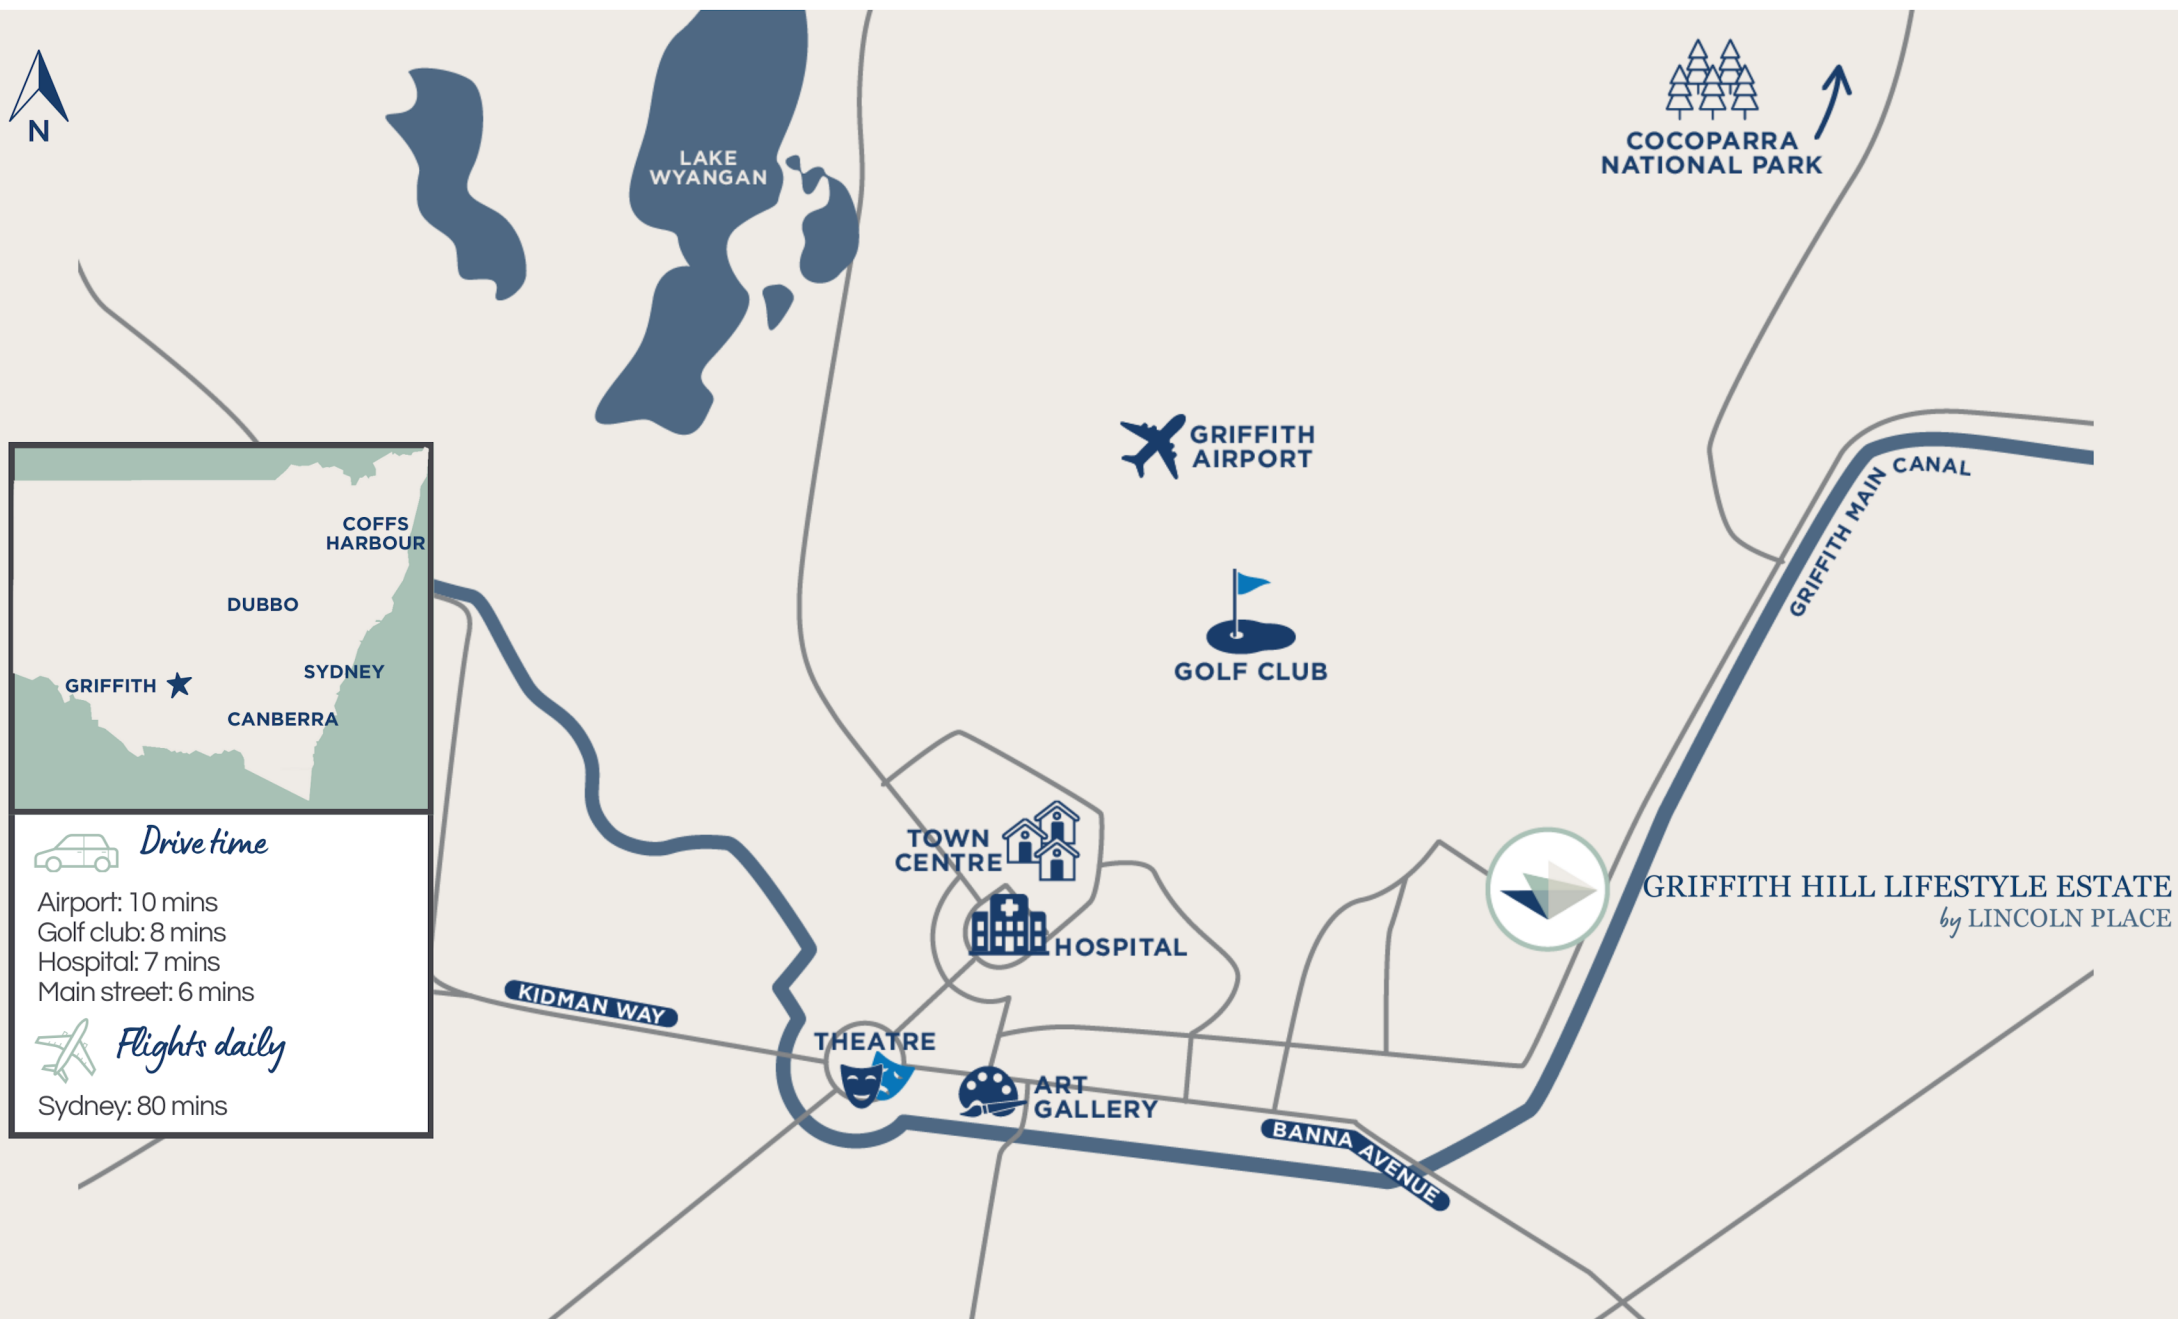 N
LAKE
WYANGAN
COCOPARRA
NATIONAL PARK
GRIFFITH
AIRPORT
GRIFFITH MAIN CANAL
GOLF CLUB
COFFS
HARBOUR
DUBBO
SYDNEY
GRIFFITH
CANBERRA
Drive time
Airport: 10 mins
Golf club: 8 mins
Hospital: 7 mins
Main street: 6 mins
Flights daily
Sydney: 80 mins
TOWN
CENTRE
HOSPITAL
GRIFFITH HILL LIFESTYLE ESTATE
by LINCOLN PLACE
KIDMAN WAY
THEATRE
ART
GALLERY
BANNA AVENUE